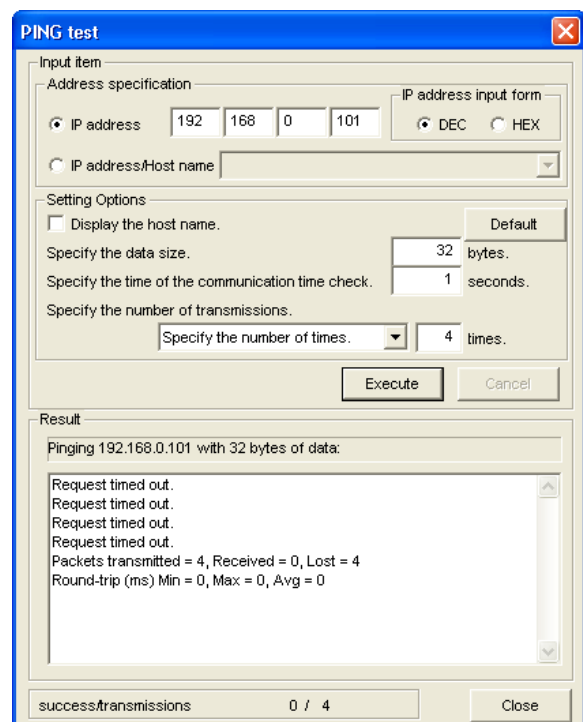 PING test
Input item
Address specification
IP address 192 168 0 101
IP address input form
DEC HEX
IP address/Host name
Setting Options
Display the host name. Default
Specify the data size. 32 bytes.
Specify the time of the communication time check. 1 seconds.
Specify the number of transmissions.
Specify the number of times. 4 times.
Execute Cancel
Result
Pinging 192.168.0.101 with 32 bytes of data:
Request timed out.
Request timed out.
Request timed out.
Request timed out.
Packets transmitted = 4, Received = 0, Lost = 4
Round-trip (ms) Min = 0, Max = 0, Avg = 0
success/transmissions 0 / 4 Close